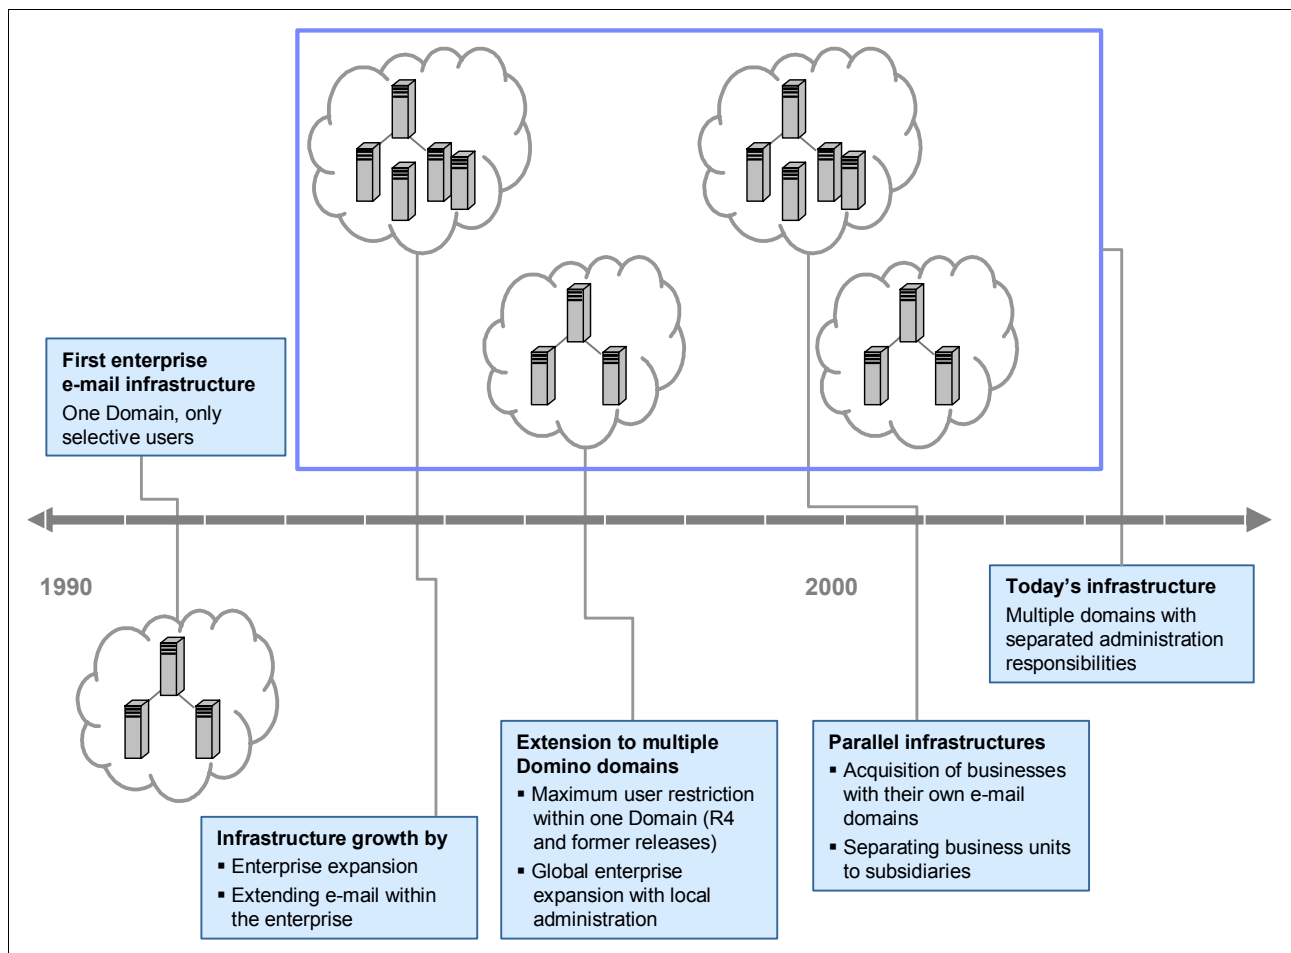 First enterprise
e-mail infrastructure
One Domain, only
selective users
1990
2000
Today's infrastructure
Multiple domains with
separated administration
responsibilities
Infrastructure growth by
▪ Enterprise expansion
▪ Extending e-mail within
the enterprise
Extension to multiple
Domino domains
▪ Maximum user restriction
within one Domain (R4
and former releases)
▪ Global enterprise
expansion with local
administration
Parallel infrastructures
▪ Acquisition of businesses
with their own e-mail
domains
▪ Separating business units
to subsidiaries